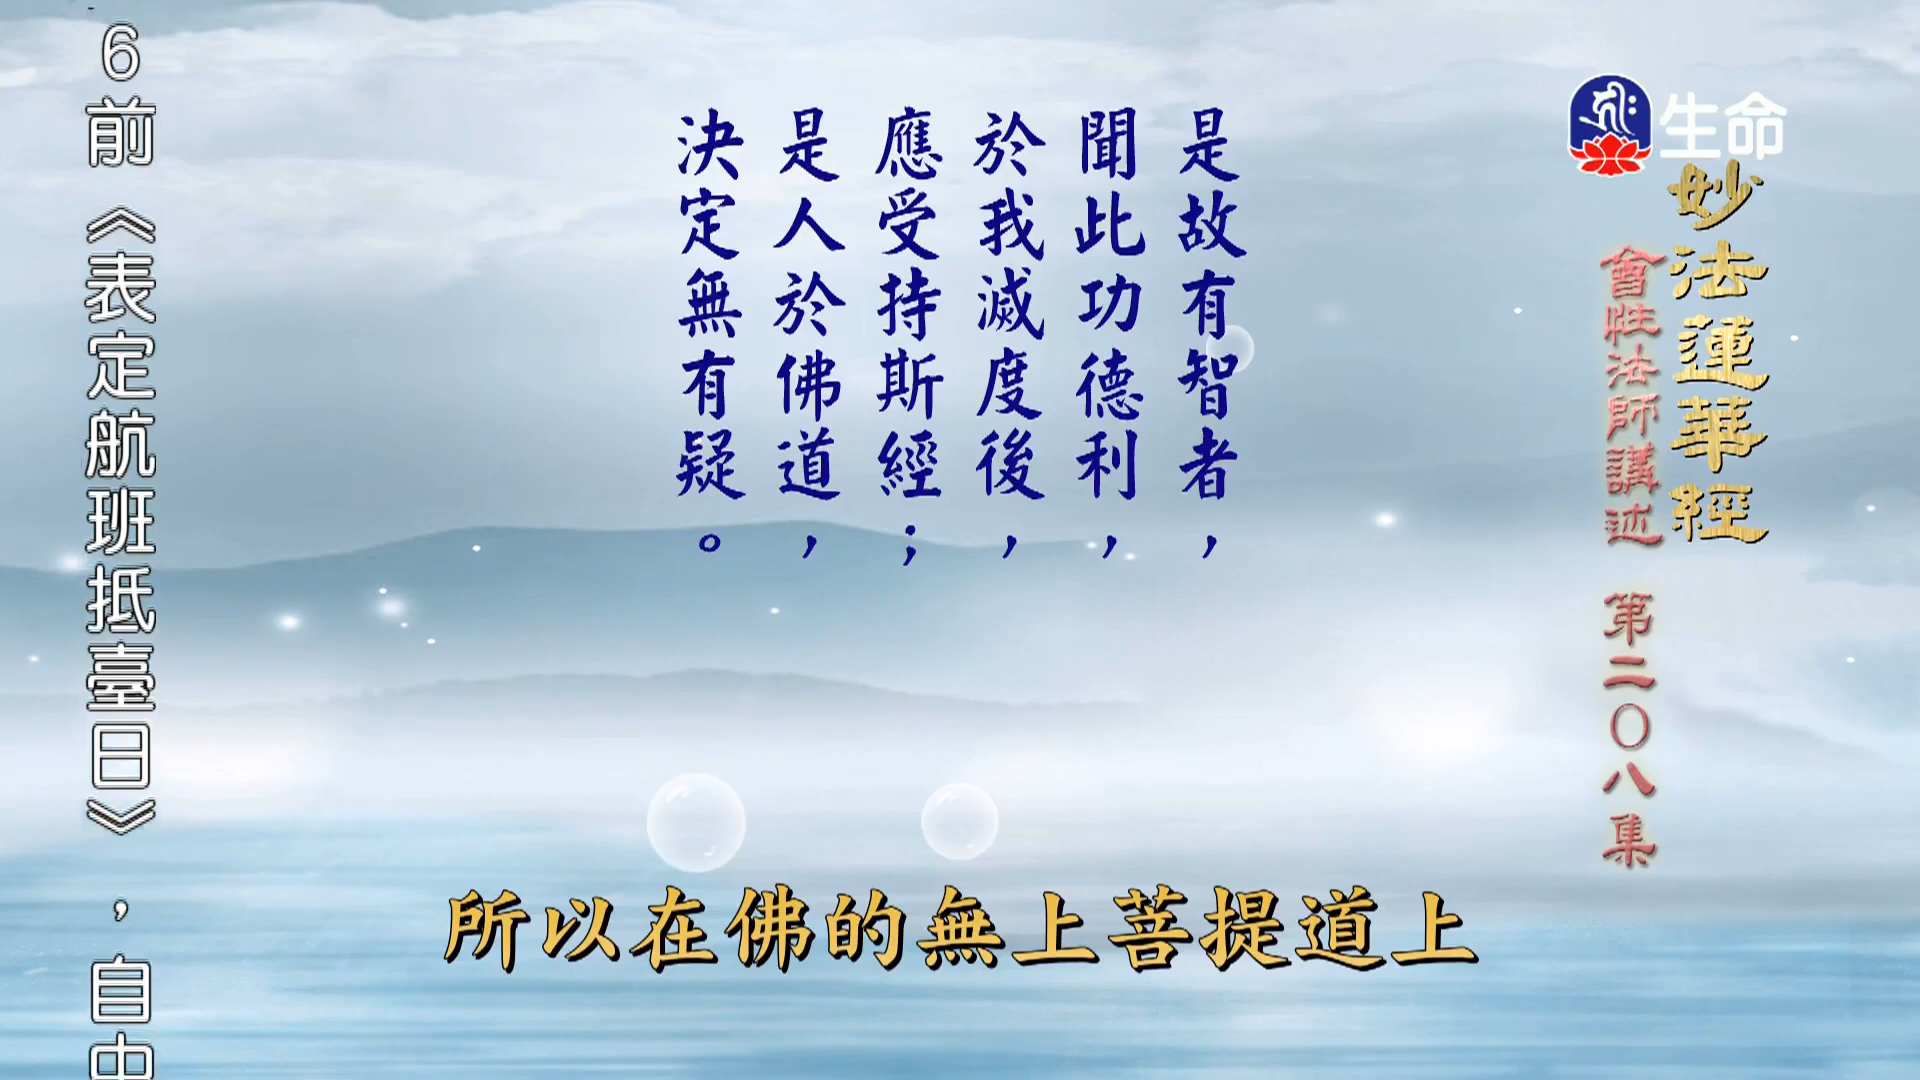 生命
妙法蓮華經
會性法師講述 第二〇八集
是故有智者，
聞此功德利，
於我滅度後，
應受持斯經；
是人於佛道，
決定無有疑。
6前《表定航班抵臺日》，自中
所以在佛的無上菩提道上